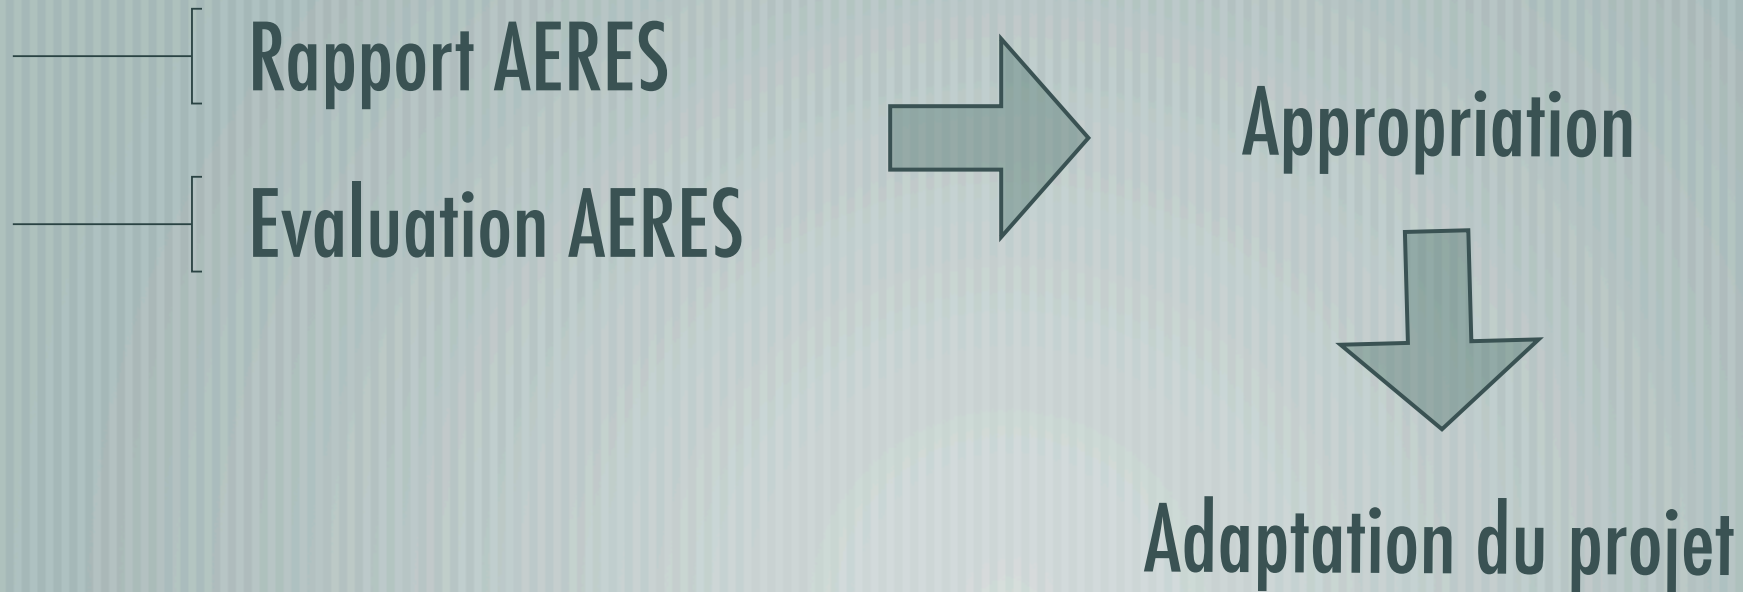 Rapport AERES
Evaluation AERES
Appropriation
Adaptation du projet